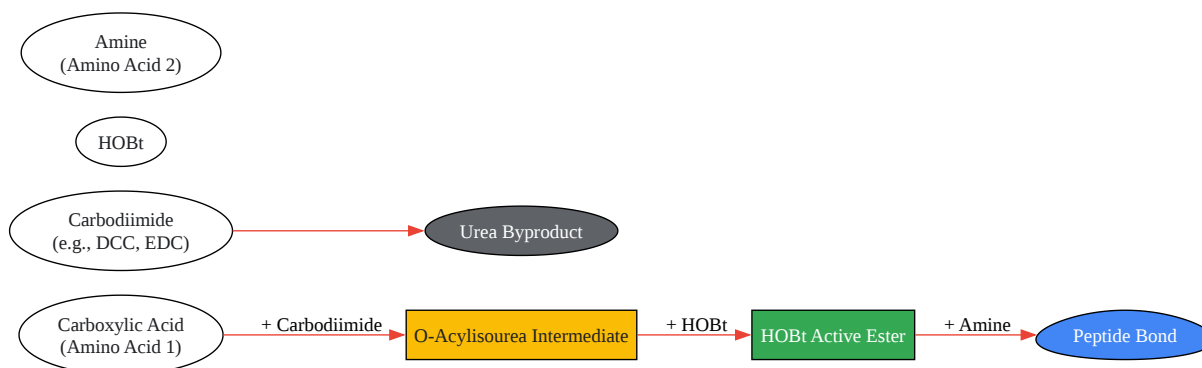 Amine
(Amino Acid 2)
HOBt
Carbodiimide
(e.g., DCC, EDC)
Urea Byproduct
Carboxylic Acid
(Amino Acid 1)
+ Carbodiimide
O-Acylisourea Intermediate
+ HOBt
HOBt Active Ester
+ Amine
Peptide Bond